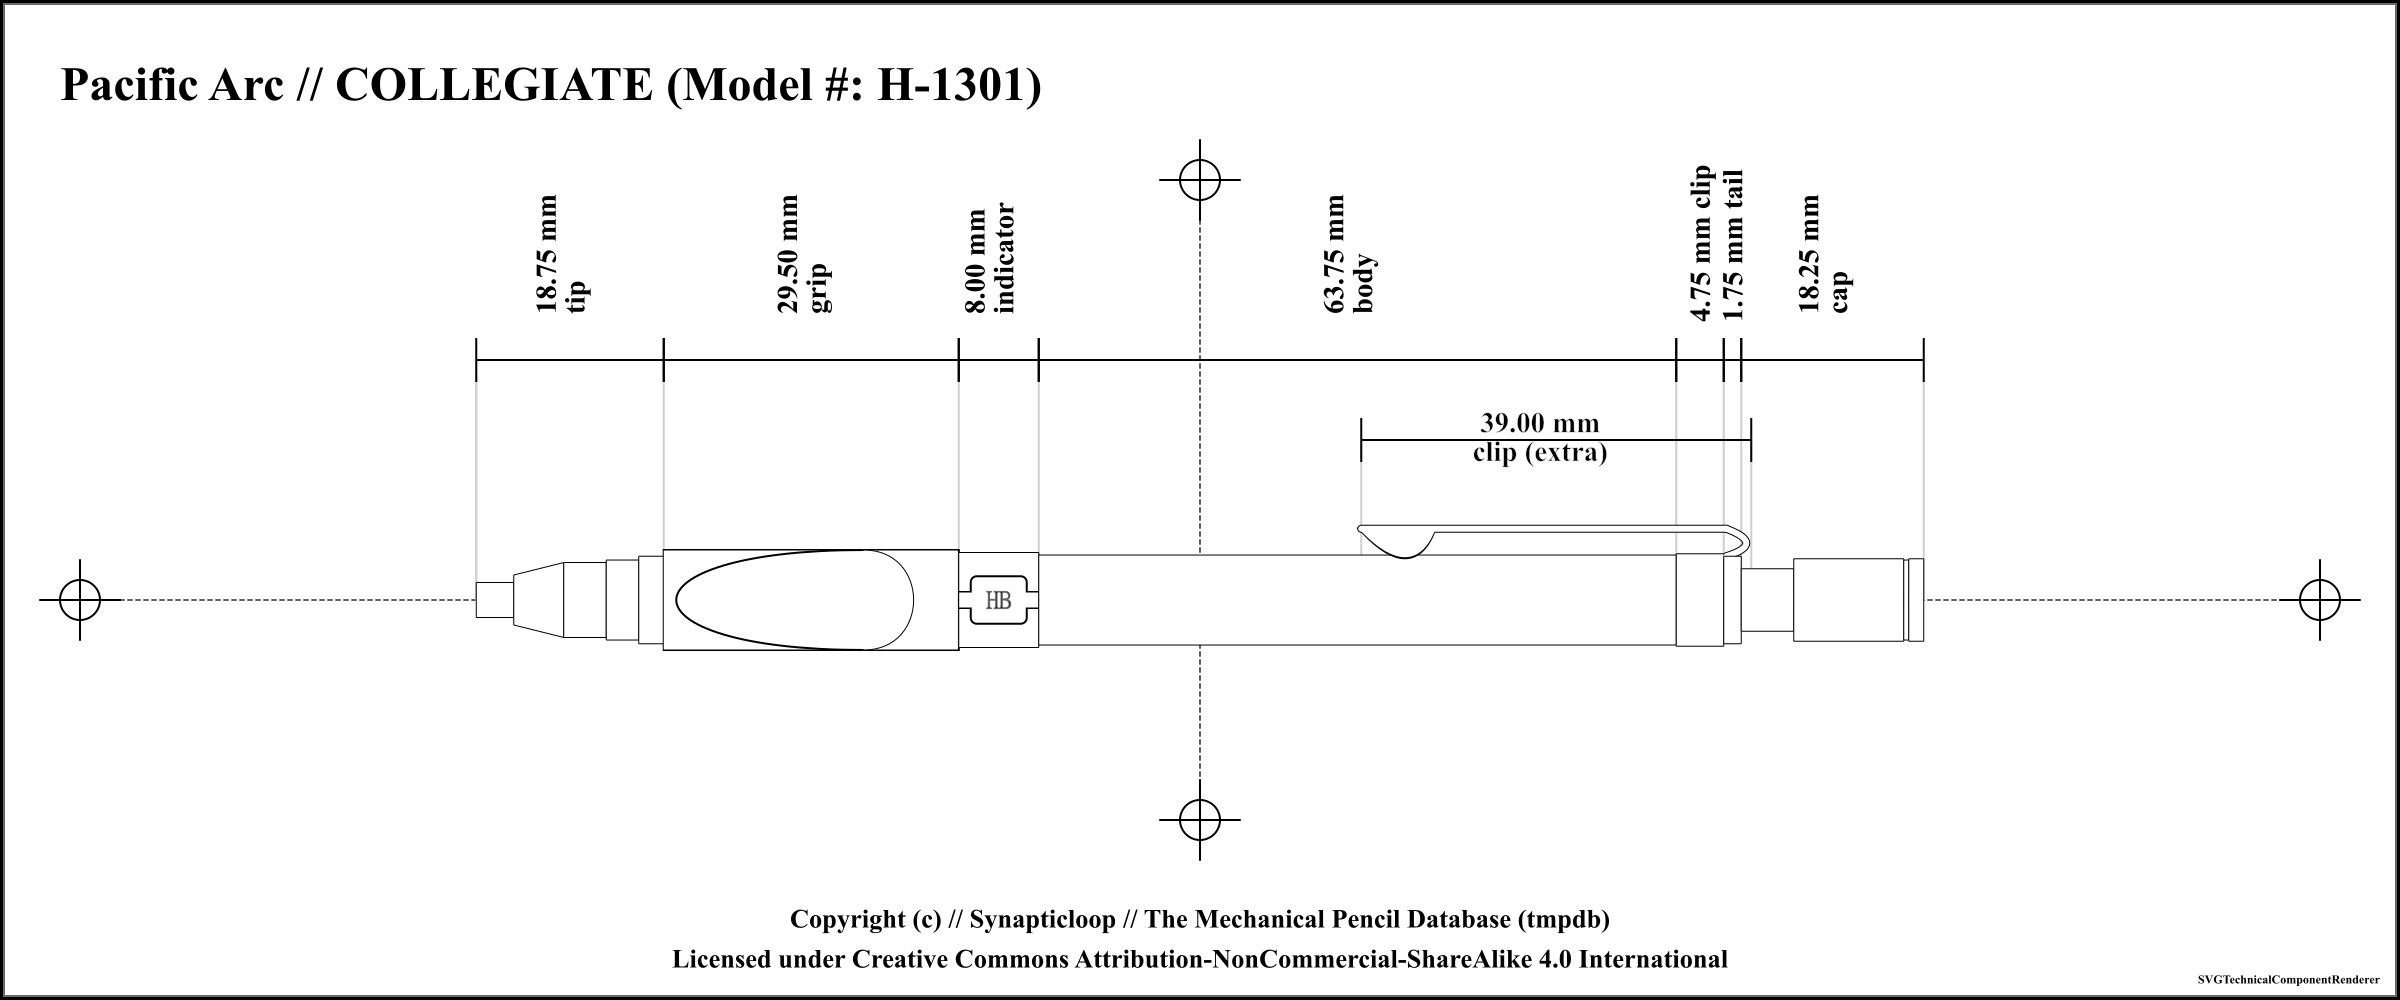 Pacific Arc // COLLEGIATE (Model #: H-1301)
18.75 mm
tip
29.50 mm
grip
8.00 mm
indicator
63.75 mm
body
4.75 mm clip
1.75 mm tail
18.25 mm
cap
39.00 mm
clip (extra)
HB
Copyright (c) // Synapticloop // The Mechanical Pencil Database (tmpdb)
Licensed under Creative Commons Attribution-NonCommercial-ShareAlike 4.0 International
SVGTechnicalComponentRenderer